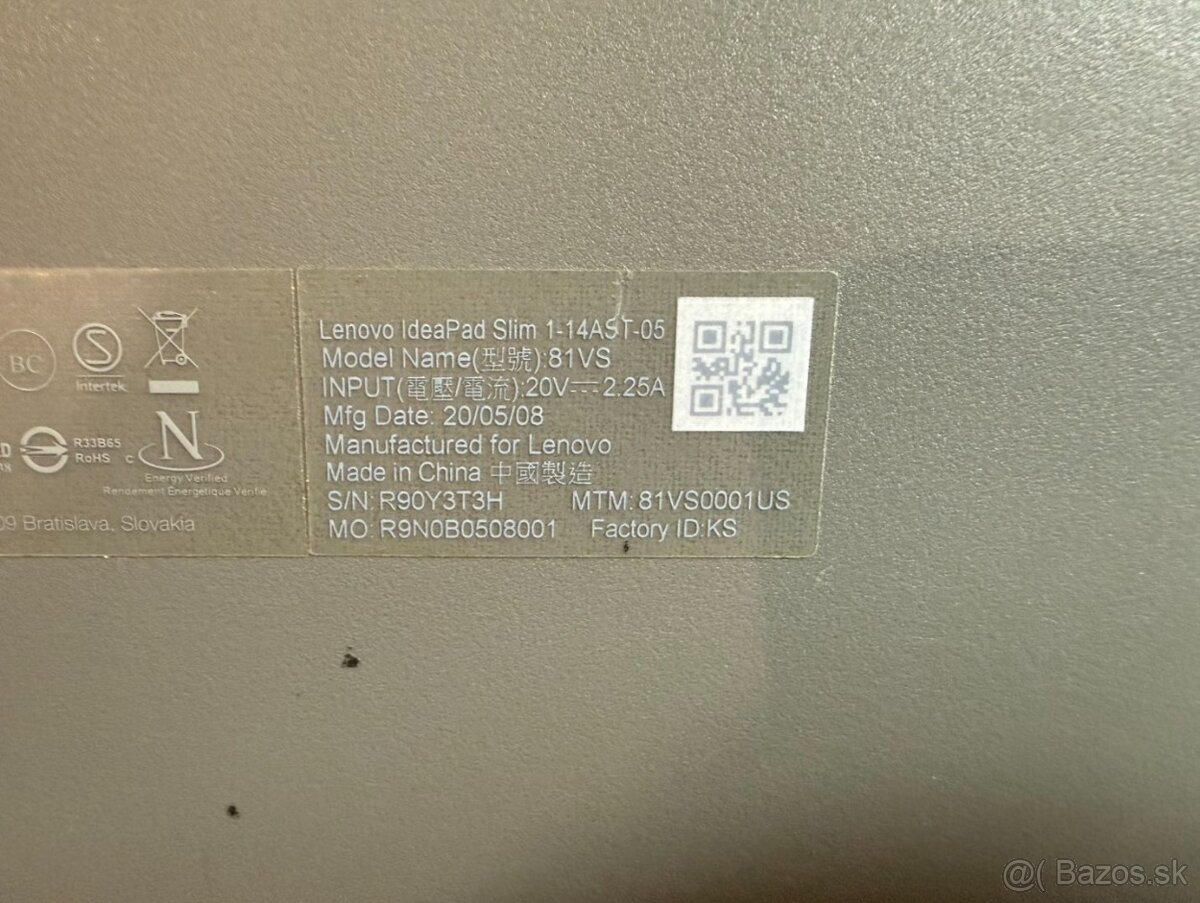 BC
S
Intertek
R33B65
RoHS
c
N
Energy Verified
Rendement Énergétique Vérifié
09 Bratislava, Slovakia
Lenovo IdeaPad Slim 1-14AST-05
Model Name(型號):81VS
INPUT(電壓/電流):20V⎓2.25A
Mfg Date: 20/05/08
Manufactured for Lenovo
Made in China 中國製造
S/N: R90Y3T3H MTM: 81VS0001US
MO: R9N0B0508001 Factory ID:KS
@( Bazos.sk